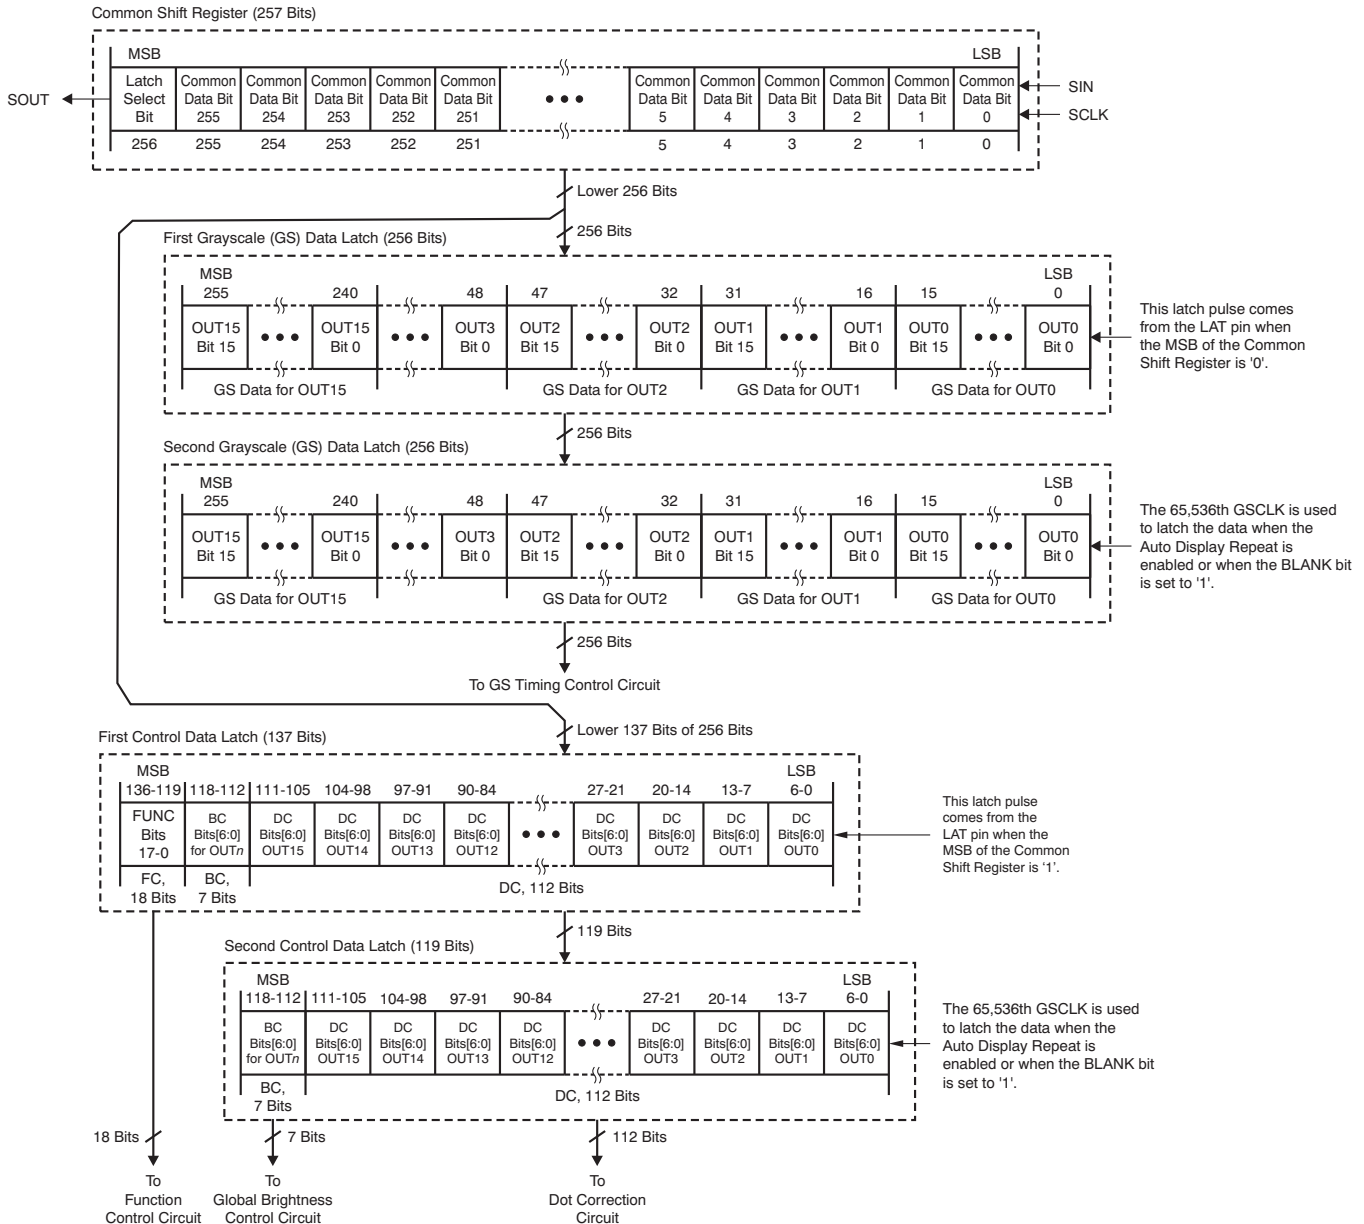 Common Shift Register (257 Bits)
MSB LSB
Latch Select Bit Common Data Bit 255 Common Data Bit 254 Common Data Bit 253 Common Data Bit 252 Common Data Bit 251 ••• Common Data Bit 5 Common Data Bit 4 Common Data Bit 3 Common Data Bit 2 Common Data Bit 1 Common Data Bit 0
SOUT
SIN
SCLK
256 255 254 253 252 251 5 4 3 2 1 0
Lower 256 Bits
256 Bits
First Grayscale (GS) Data Latch (256 Bits)
MSB LSB
255 240 48 47 32 31 16 15 0
OUT15 Bit 15 ••• OUT15 Bit 0 ••• OUT3 Bit 0 OUT2 Bit 15 ••• OUT2 Bit 0 OUT1 Bit 15 ••• OUT1 Bit 0 OUT0 Bit 15 ••• OUT0 Bit 0
GS Data for OUT15 GS Data for OUT2 GS Data for OUT1 GS Data for OUT0
This latch pulse comes
from the LAT pin when
the MSB of the Common
Shift Register is '0'.
256 Bits
Second Grayscale (GS) Data Latch (256 Bits)
MSB LSB
255 240 48 47 32 31 16 15 0
OUT15 Bit 15 ••• OUT15 Bit 0 ••• OUT3 Bit 0 OUT2 Bit 15 ••• OUT2 Bit 0 OUT1 Bit 15 ••• OUT1 Bit 0 OUT0 Bit 15 ••• OUT0 Bit 0
GS Data for OUT15 GS Data for OUT2 GS Data for OUT1 GS Data for OUT0
The 65,536th GSCLK is used
to latch the data when the
Auto Display Repeat is
enabled or when the BLANK bit
is set to '1'.
256 Bits
To GS Timing Control Circuit
Lower 137 Bits of 256 Bits
First Control Data Latch (137 Bits)
MSB LSB
136-119 118-112 111-105 104-98 97-91 90-84 27-21 20-14 13-7 6-0
FUNC Bits 17-0 BC Bits[6:0] for OUTn DC Bits[6:0] OUT15 DC Bits[6:0] OUT14 DC Bits[6:0] OUT13 DC Bits[6:0] OUT12 ••• DC Bits[6:0] OUT3 DC Bits[6:0] OUT2 DC Bits[6:0] OUT1 DC Bits[6:0] OUT0
FC, 18 Bits BC, 7 Bits DC, 112 Bits
This latch pulse
comes from the
LAT pin when the
MSB of the Common
Shift Register is '1'.
119 Bits
Second Control Data Latch (119 Bits)
MSB LSB
118-112 111-105 104-98 97-91 90-84 27-21 20-14 13-7 6-0
BC Bits[6:0] for OUTn DC Bits[6:0] OUT15 DC Bits[6:0] OUT14 DC Bits[6:0] OUT13 DC Bits[6:0] OUT12 ••• DC Bits[6:0] OUT3 DC Bits[6:0] OUT2 DC Bits[6:0] OUT1 DC Bits[6:0] OUT0
BC, 7 Bits DC, 112 Bits
The 65,536th GSCLK is used
to latch the data when the
Auto Display Repeat is
enabled or when the BLANK bit
is set to '1'.
18 Bits 7 Bits 112 Bits
To Function Control Circuit
To Global Brightness Control Circuit
To Dot Correction Circuit